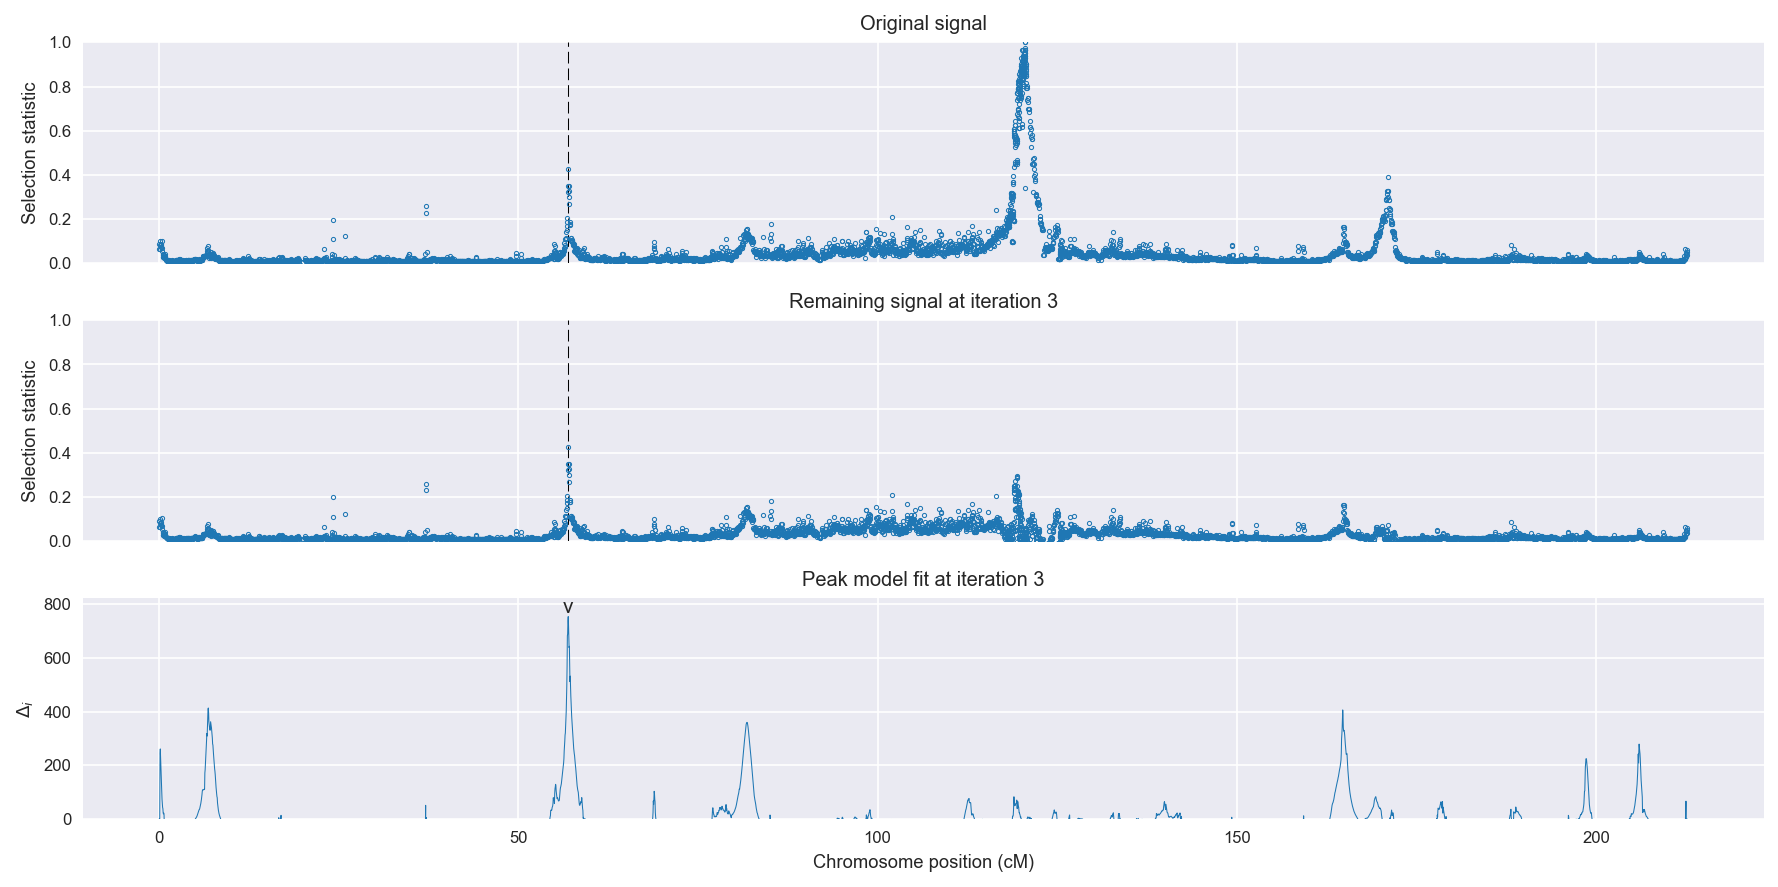 Original signal
1.0
0.8
0.6
0.4
0.2
0.0
Selection statistic
Remaining signal at iteration 3
1.0
0.8
0.6
0.4
0.2
0.0
Selection statistic
Peak model fit at iteration 3
v
800
600
400
200
0
Δi
0 50 100 150 200
Chromosome position (cM)